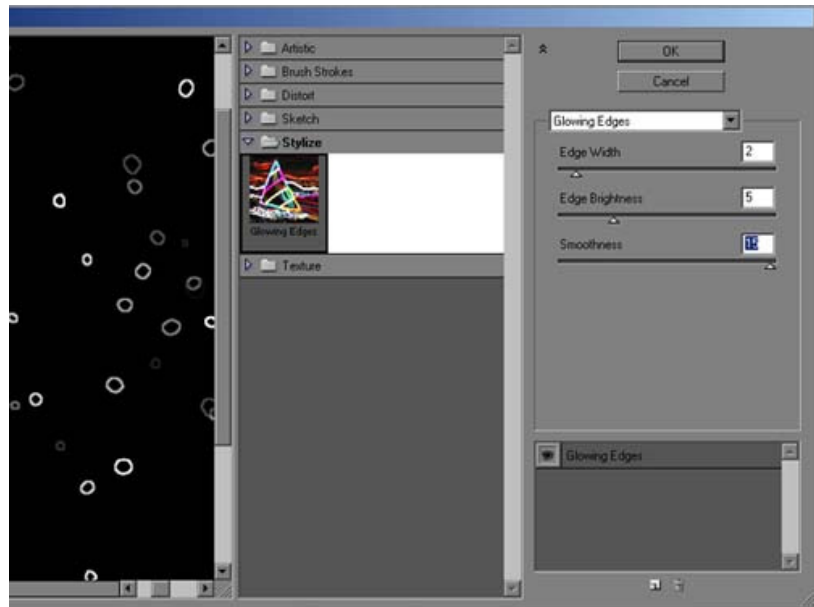 Artistic
Brush Strokes
Distort
Sketch
Stylize
Glowing Edges
Texture
OK
Cancel
Glowing Edges
Edge Width 2
Edge Brightness 5
Smoothness 15
Glowing Edges